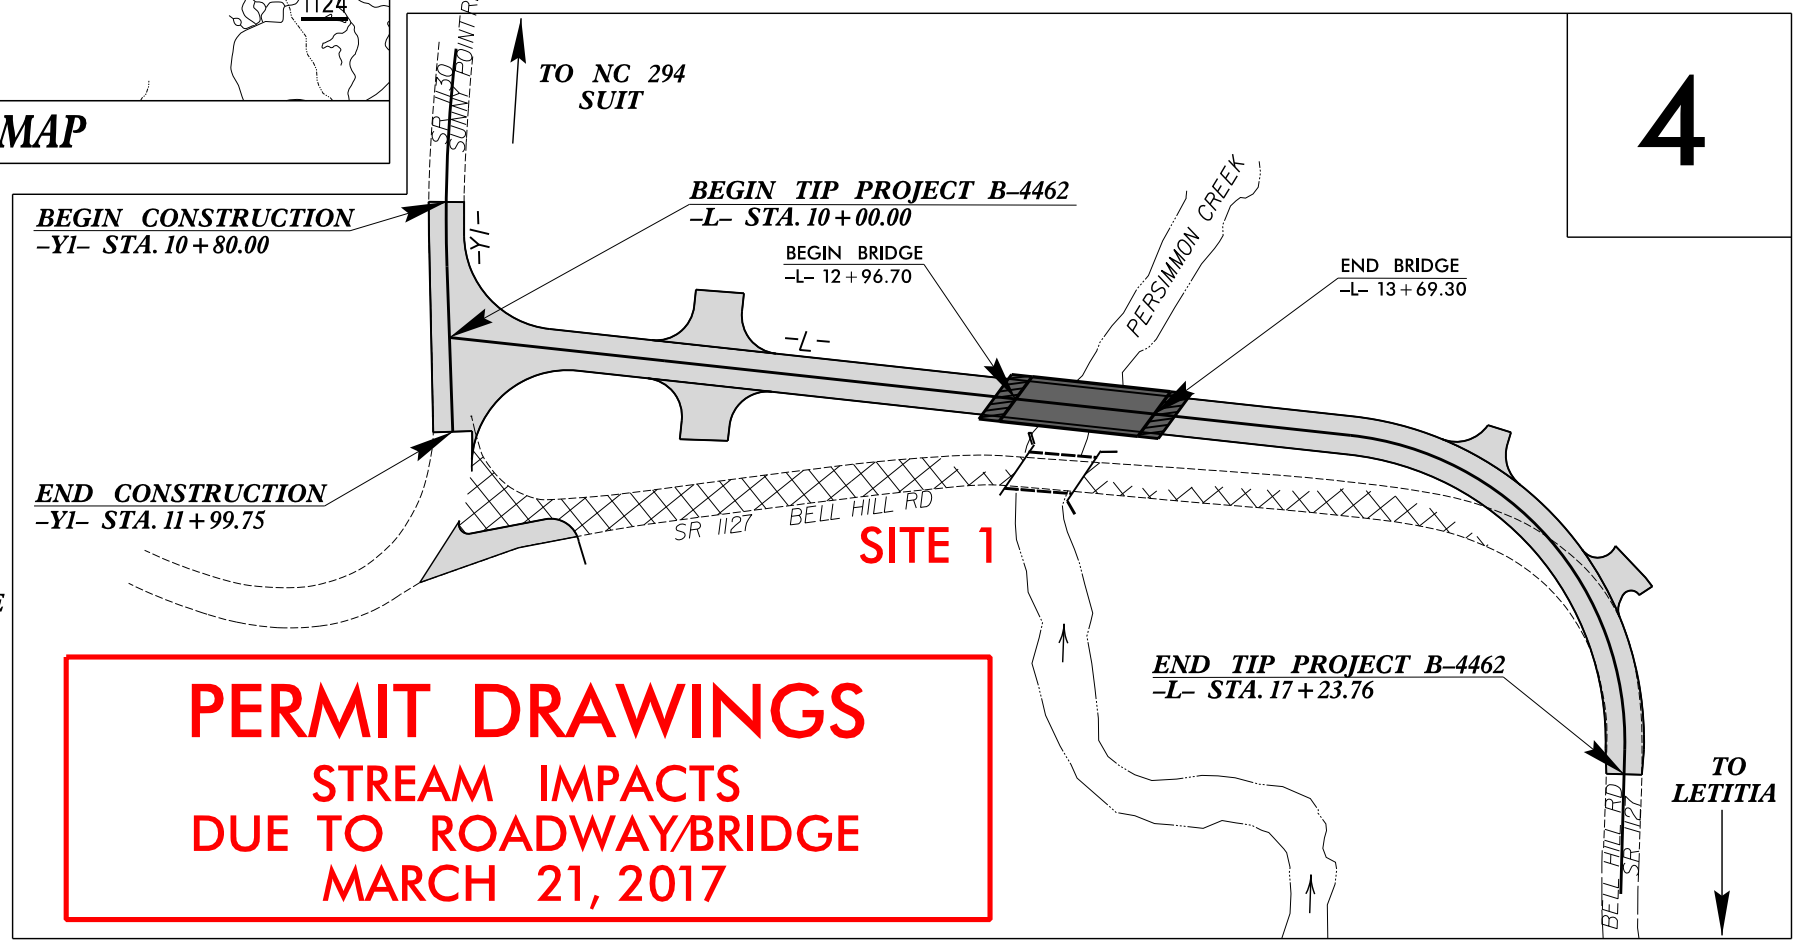 1124
MAP
4
SR 1130
SUNNY POINT R
TO NC 294
SUIT
BEGIN CONSTRUCTION
-Y1- STA. 10+80.00
-Y1-
BEGIN TIP PROJECT B-4462
-L- STA. 10+00.00
BEGIN BRIDGE
-L- 12+96.70
PERSIMMON CREEK
END BRIDGE
-L- 13+69.30
-L-
END CONSTRUCTION
-Y1- STA. 11+99.75
SR 1127 BELL HILL RD
SITE 1
E
PERMIT DRAWINGS
STREAM IMPACTS
DUE TO ROADWAY/BRIDGE
MARCH 21, 2017
END TIP PROJECT B-4462
-L- STA. 17+23.76
BELL HILL RD
SR 1127
TO
LETITIA